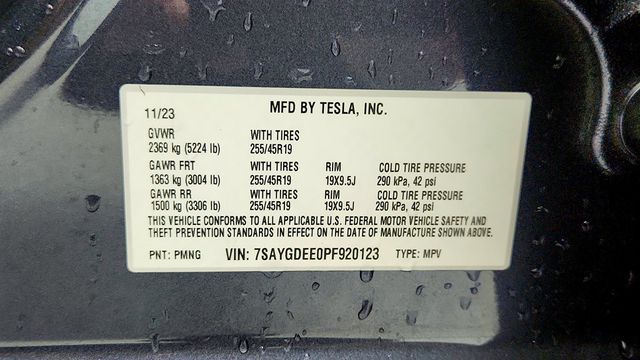 11/23 MFD BY TESLA, INC.
GVWR WITH TIRES
2369 kg (5224 lb) 255/45R19
GAWR FRT WITH TIRES RIM COLD TIRE PRESSURE
1363 kg (3004 lb) 255/45R19 19X9.5J 290 kPa, 42 psi
GAWR RR WITH TIRES RIM COLD TIRE PRESSURE
1500 kg (3306 lb) 255/45R19 19X9.5J 290 kPa, 42 psi
THIS VEHICLE CONFORMS TO ALL APPLICABLE U.S. FEDERAL MOTOR VEHICLE SAFETY AND
THEFT PREVENTION STANDARDS IN EFFECT ON THE DATE OF MANUFACTURE SHOWN ABOVE.
PNT: PMNG VIN: 7SAYGDEE0PF920123 TYPE: MPV